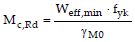 M_c,Rd = (W_eff,min · f_yk) / γ_M0